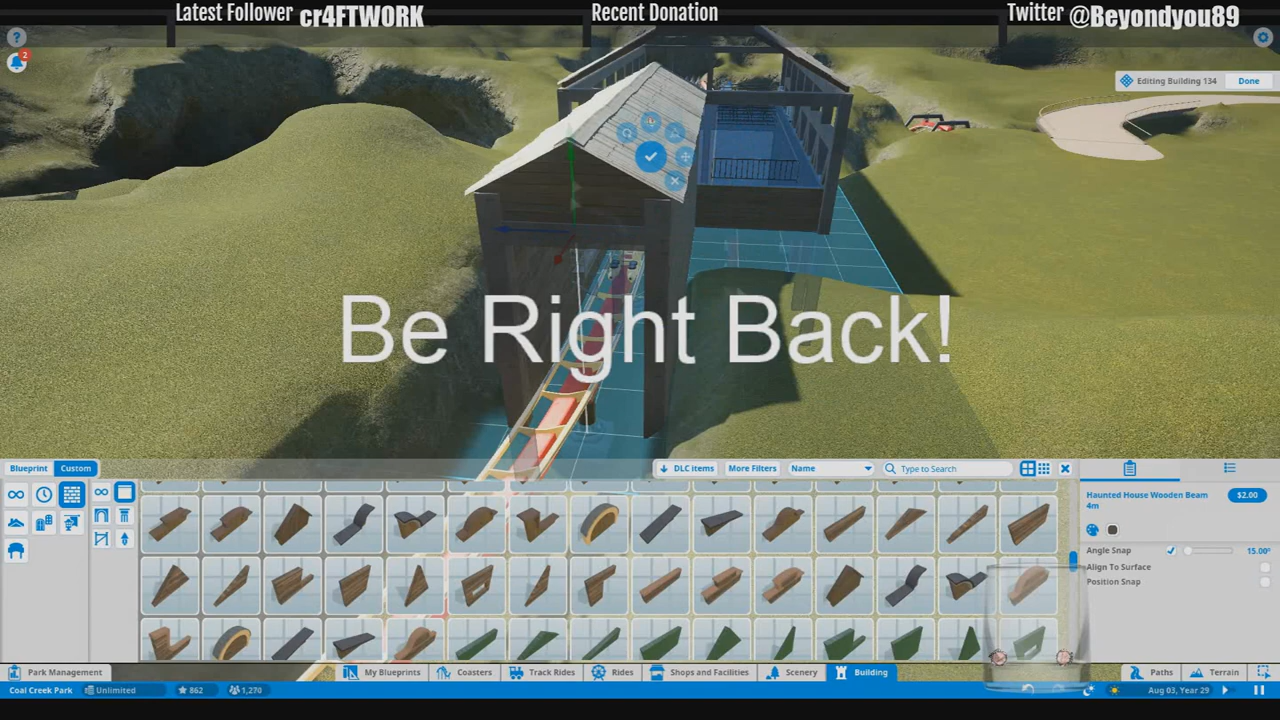 Latest Follower cr4FTWORK
Recent Donation
Twitter @Beyondyou89
?
2
Editing Building 134 Done
Be Right Back!
Blueprint Custom
DLC items More Filters Name Type to Search
Haunted House Wooden Beam 4m $2.00
Angle Snap 15.00°
Align To Surface
Position Snap
Park Management My Blueprints Coasters Track Rides Rides Shops and Facilities Scenery Building Paths Terrain
Coal Creek Park Unlimited 862 1,270 Aug 03, Year 29